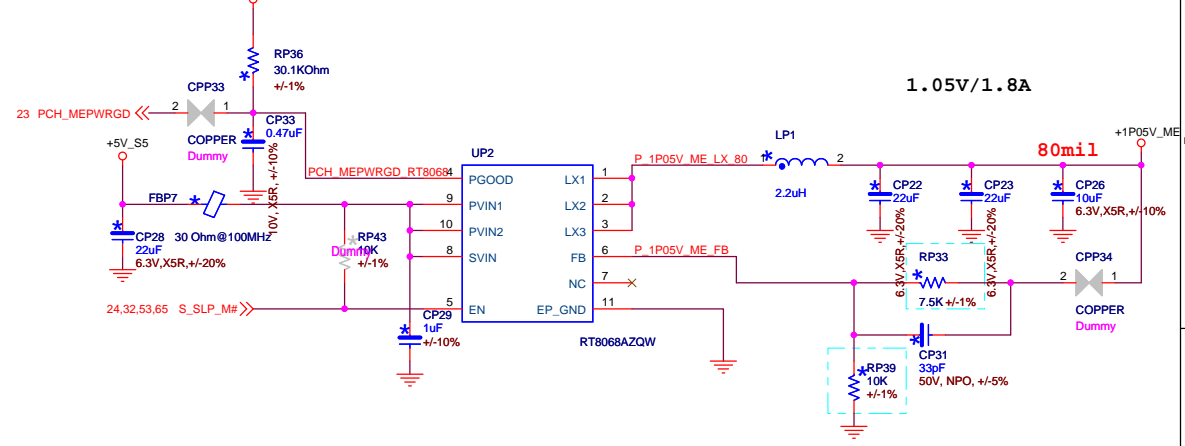 RP36
30.1KOhm
+/-1%
1.05V/1.8A
CPP33
2
1
23 PCH_MEPWRGD
COPPER
Dummy
CP33
0.47uF
10V, X5R, +/-10%
+5V_S5
LP1
1
2
2.2uH
+1P05V_ME
80mil
UP2
PCH_MEPWRGD_RT8068
4
PGOOD
LX1
1
P_1P05V_ME_LX_80
FBP7
30 Ohm@100MHz
9
PVIN1
LX2
2
10
PVIN2
LX3
3
8
SVIN
FB
6
P_1P05V_ME_FB
NC
7
5
EN
EP_GND
11
RT8068AZQW
CP28
22uF
6.3V,X5R,+/-20%
RP43
10K
+/-1%
Dummy
24,32,53,65 S_SLP_M#
CP29
1uF
+/-10%
CP22
22uF
6.3V,X5R,+/-20%
CP23
22uF
6.3V,X5R,+/-20%
CP26
10uF
6.3V,X5R,+/-10%
RP33
7.5K +/-1%
CPP34
2
1
COPPER
Dummy
CP31
33pF
50V, NPO, +/-5%
RP39
10K
+/-1%